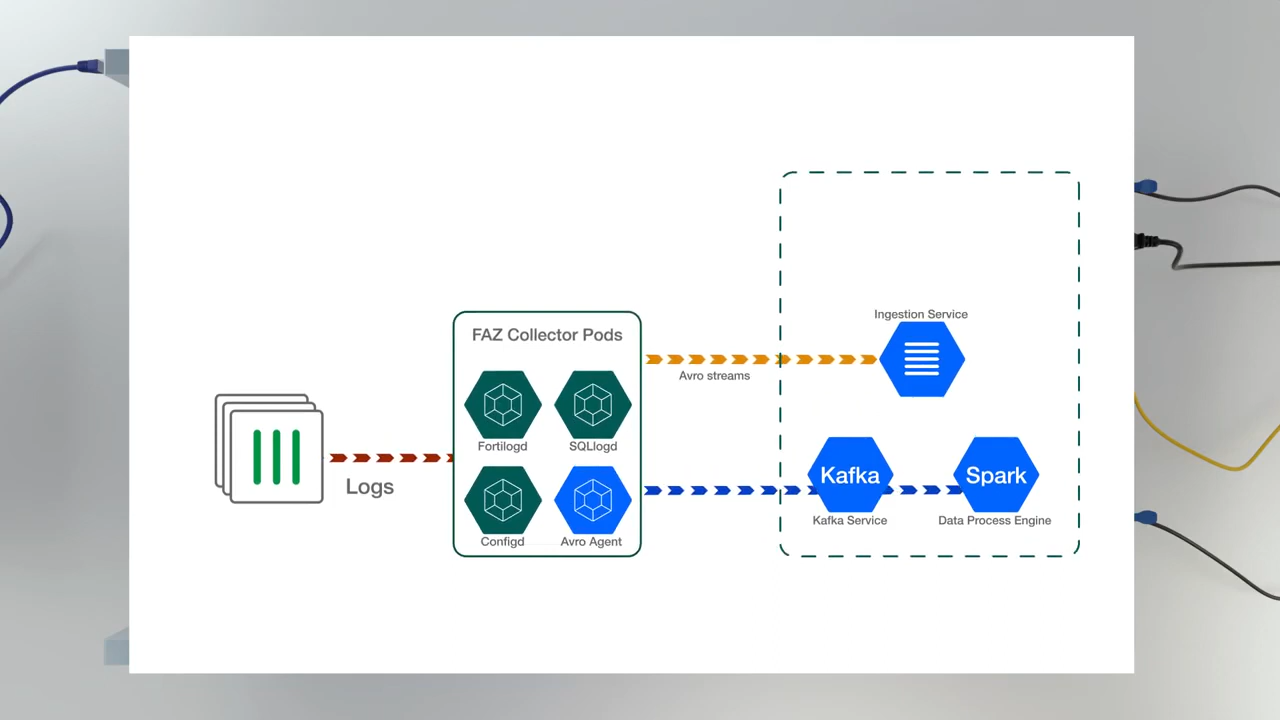 Ingestion Service
FAZ Collector Pods
Avro streams
Fortilogd
SQLlogd
Logs
Kafka
Spark
Kafka Service
Data Process Engine
Configd
Avro Agent